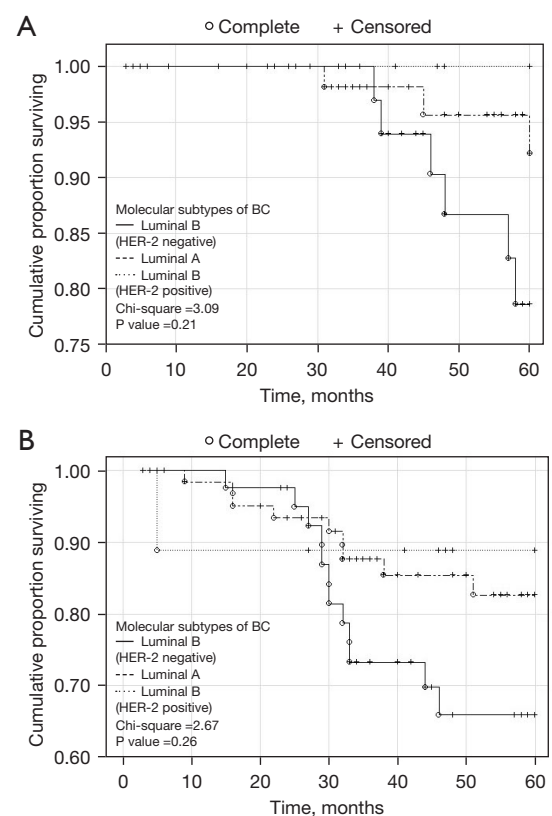 A
Complete + Censored
1.00
0.95
0.90
0.85
0.80
0.75
Cumulative proportion surviving
Molecular subtypes of BC
Luminal B
(HER-2 negative)
Luminal A
Luminal B
(HER-2 positive)
Chi-square =3.09
P value =0.21
0 10 20 30 40 50 60
Time, months
B
Complete + Censored
1.00
0.90
0.80
0.70
0.60
Cumulative proportion surviving
Molecular subtypes of BC
Luminal B
(HER-2 negative)
Luminal A
Luminal B
(HER-2 positive)
Chi-square =2.67
P value =0.26
0 10 20 30 40 50 60
Time, months